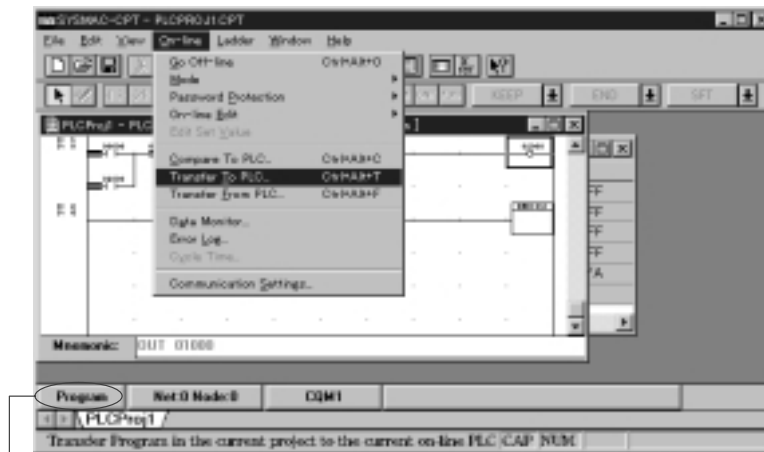 SYSMAC-CPT - PLCPROJ1.CPT
File Edit View On-line Ladder Window Help
Go Off-line Ctrl+Alt+O
Mode
Password Protection
On-line Edit
Edit Set Value
Compare To PLC... Ctrl+Alt+C
Transfer To PLC... Ctrl+Alt+T
Transfer From PLC... Ctrl+Alt+F
Data Monitor...
Error Log...
Cycle Time...
Communication Settings...
KEEP END SFT
PLCProj1 - PLC
FF
FF
FF
FF
Mnemonic: OUT 01000
Program Net:0 Node:0 CQM1
PLCProj1
Transfer Program in the current project to the current on-line PLC CAP NUM